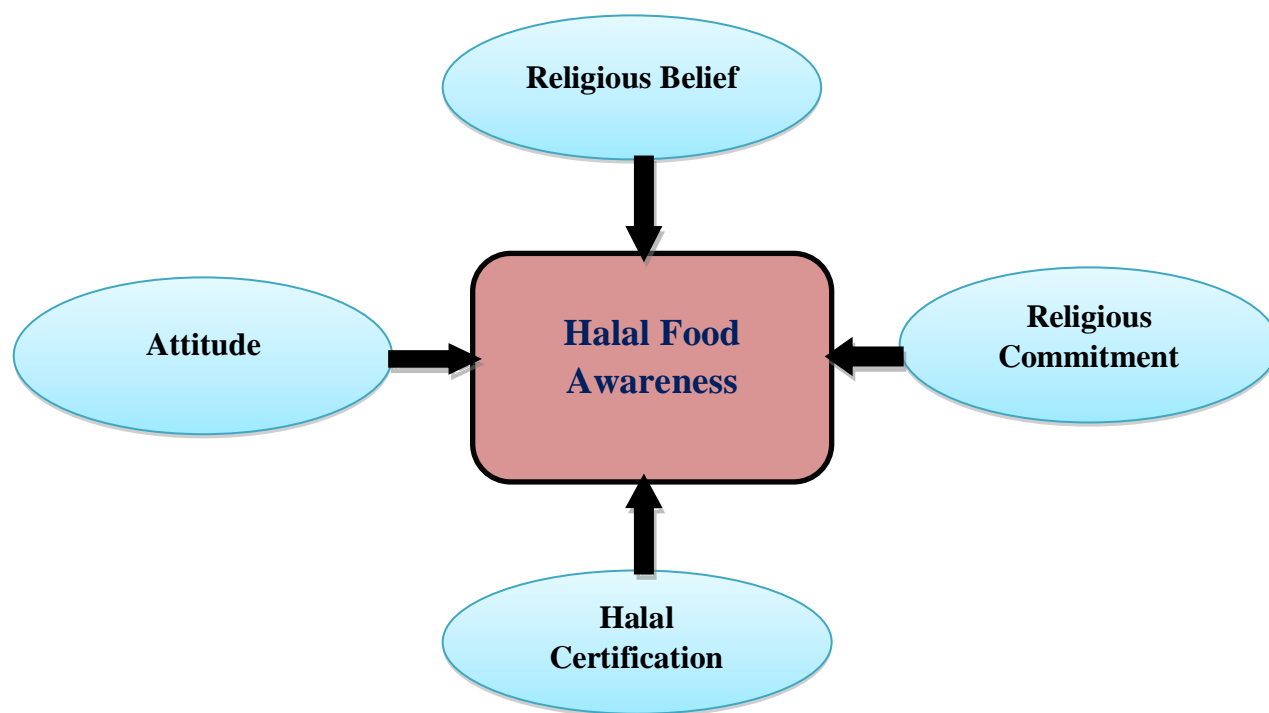 Religious Belief
Attitude
Halal Food
Awareness
Religious
Commitment
Halal
Certification